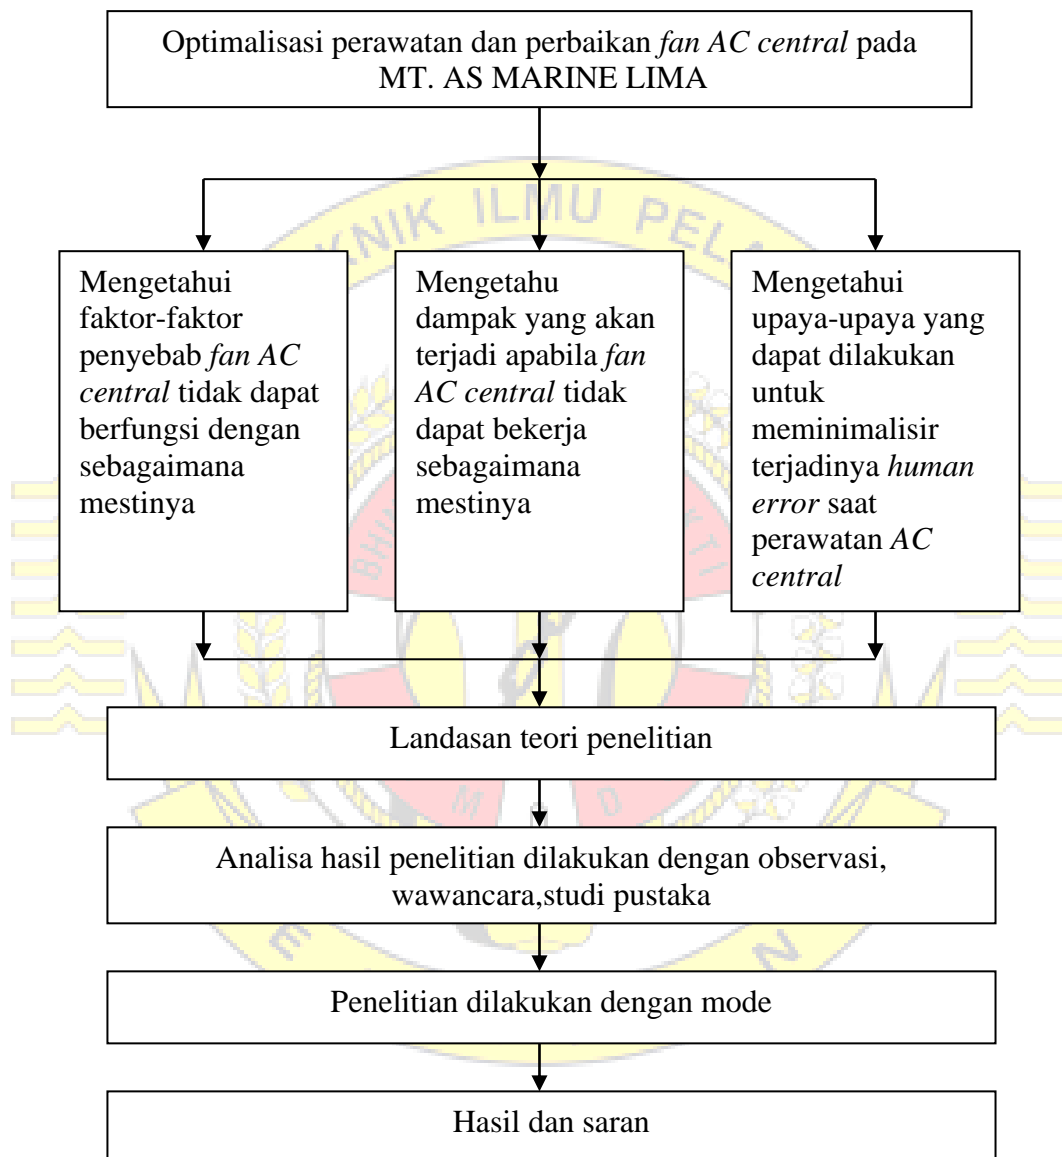 Optimalisasi perawatan dan perbaikan fan AC central pada
MT. AS MARINE LIMA
Mengetahui
faktor-faktor
penyebab fan AC
central tidak dapat
berfungsi dengan
sebagaimana
mestinya
Mengetahu
dampak yang akan
terjadi apabila fan
AC central tidak
dapat bekerja
sebagaimana
mestinya
Mengetahui
upaya-upaya yang
dapat dilakukan
untuk
meminimalisir
terjadinya human
error saat
perawatan AC
central
Landasan teori penelitian
Analisa hasil penelitian dilakukan dengan observasi,
wawancara,studi pustaka
Penelitian dilakukan dengan mode
Hasil dan saran
ILMU